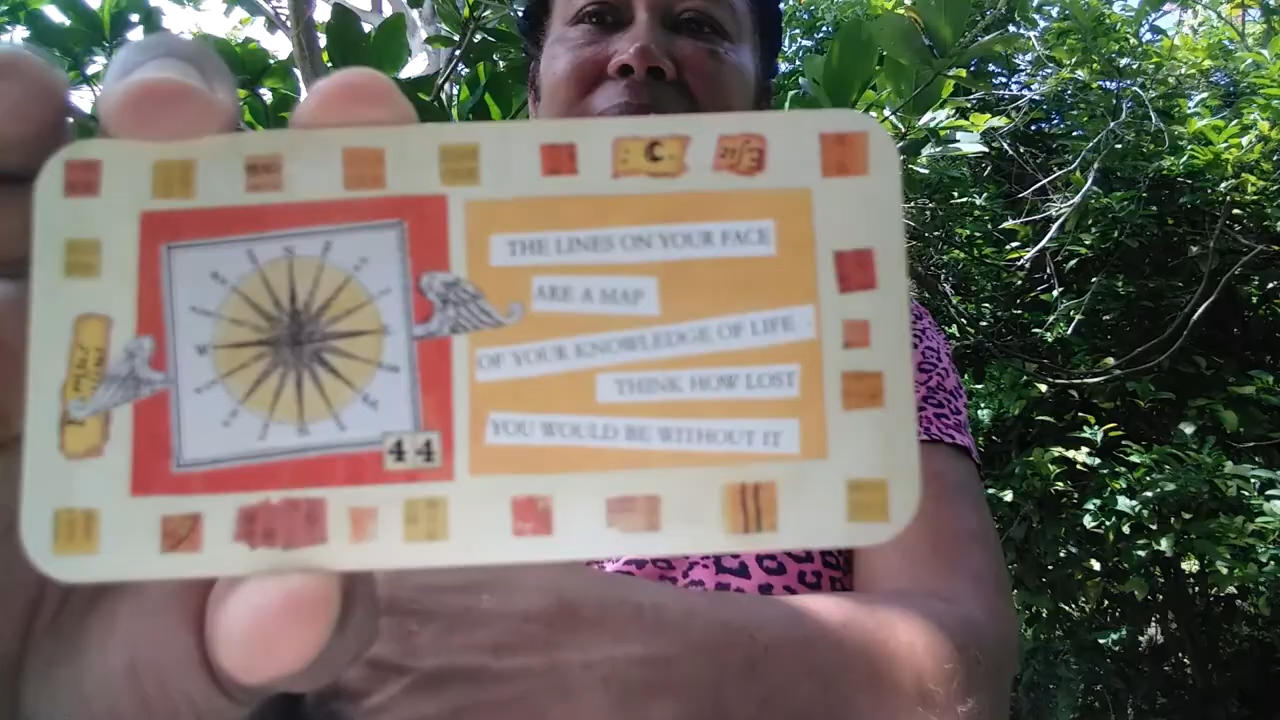 THE LINES ON YOUR FACE
ARE A MAP
OF YOUR KNOWLEDGE OF LIFE
THINK HOW LOST
YOU WOULD BE WITHOUT IT
44